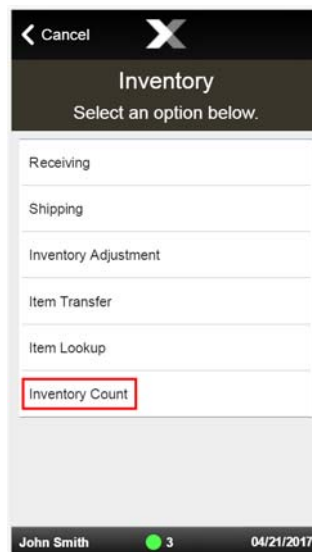 Cancel
Inventory
Select an option below.
Receiving
Shipping
Inventory Adjustment
Item Transfer
Item Lookup
Inventory Count
John Smith 3 04/21/2017